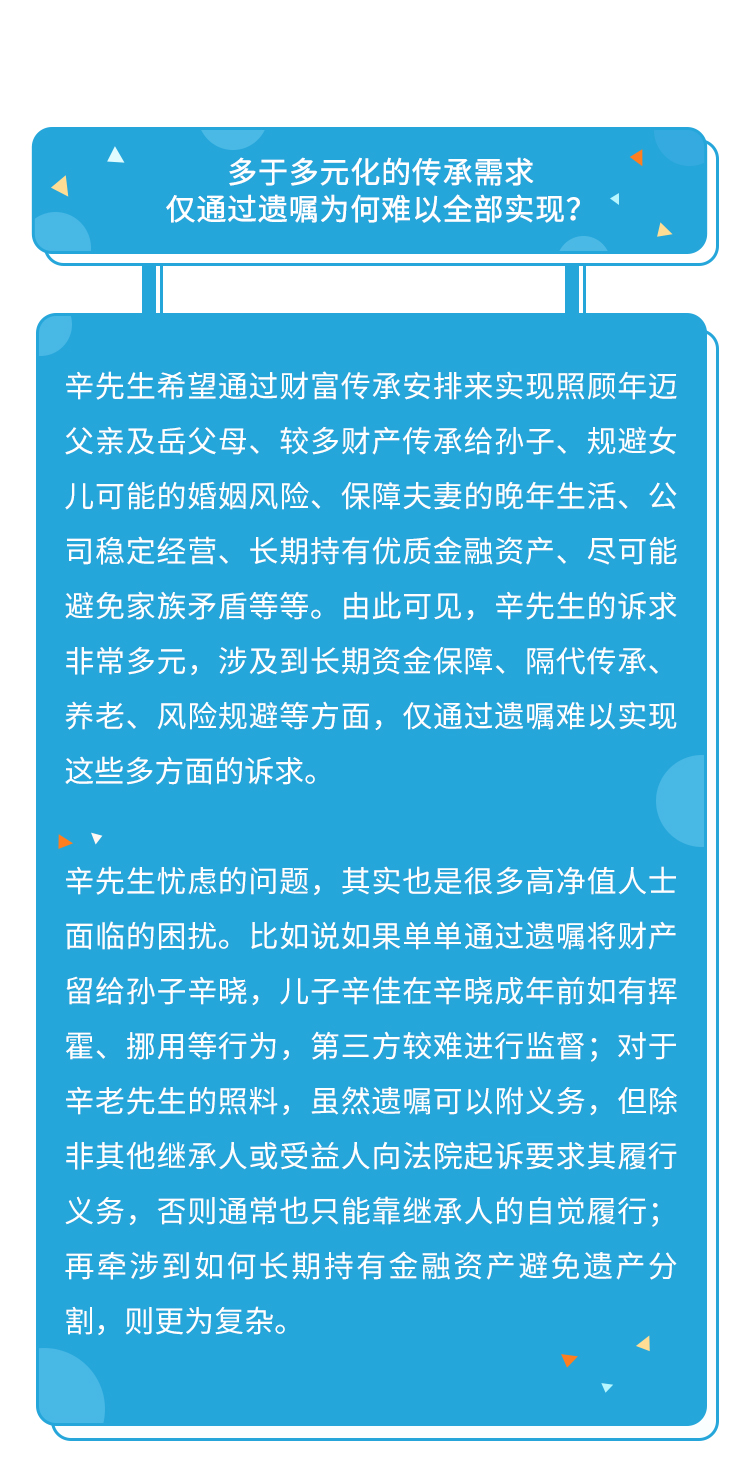 多于多元化的传承需求
仅通过遗嘱为何难以全部实现？
辛先生希望通过财富传承安排来实现照顾年迈
父亲及岳父母、较多财产传承给孙子、规避女
儿可能的婚姻风险、保障夫妻的晚年生活、公
司稳定经营、长期持有优质金融资产、尽可能
避免家族矛盾等等。由此可见，辛先生的诉求
非常多元，涉及到长期资金保障、隔代传承、
养老、风险规避等方面，仅通过遗嘱难以实现
这些多方面的诉求。
辛先生忧虑的问题，其实也是很多高净值人士
面临的困扰。比如说如果单单通过遗嘱将财产
留给孙子辛晓，儿子辛佳在辛晓成年前如有挥
霍、挪用等行为，第三方较难进行监督；对于
辛老先生的照料，虽然遗嘱可以附义务，但除
非其他继承人或受益人向法院起诉要求其履行
义务，否则通常也只能靠继承人的自觉履行；
再牵涉到如何长期持有金融资产避免遗产分
割，则更为复杂。